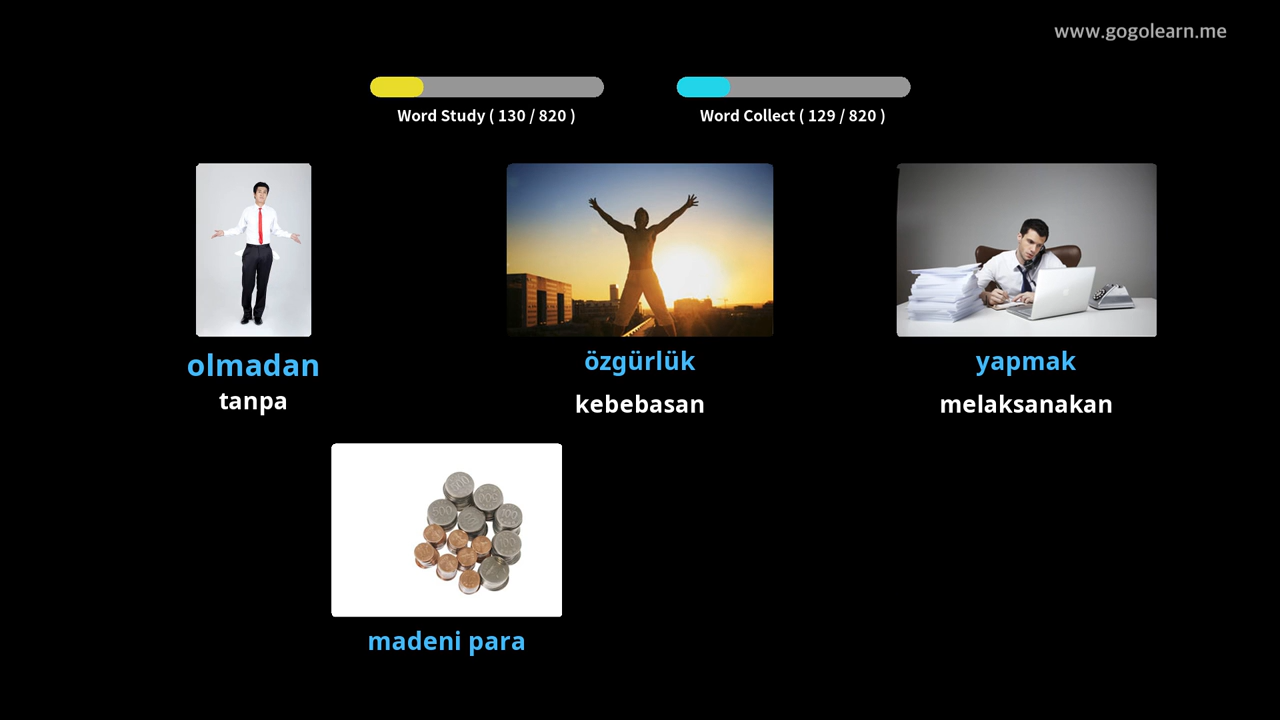 www.gogolearn.me
Word Study ( 130 / 820 )
Word Collect ( 129 / 820 )
olmadan
tanpa
özgürlük
kebebasan
yapmak
melaksanakan
madeni para